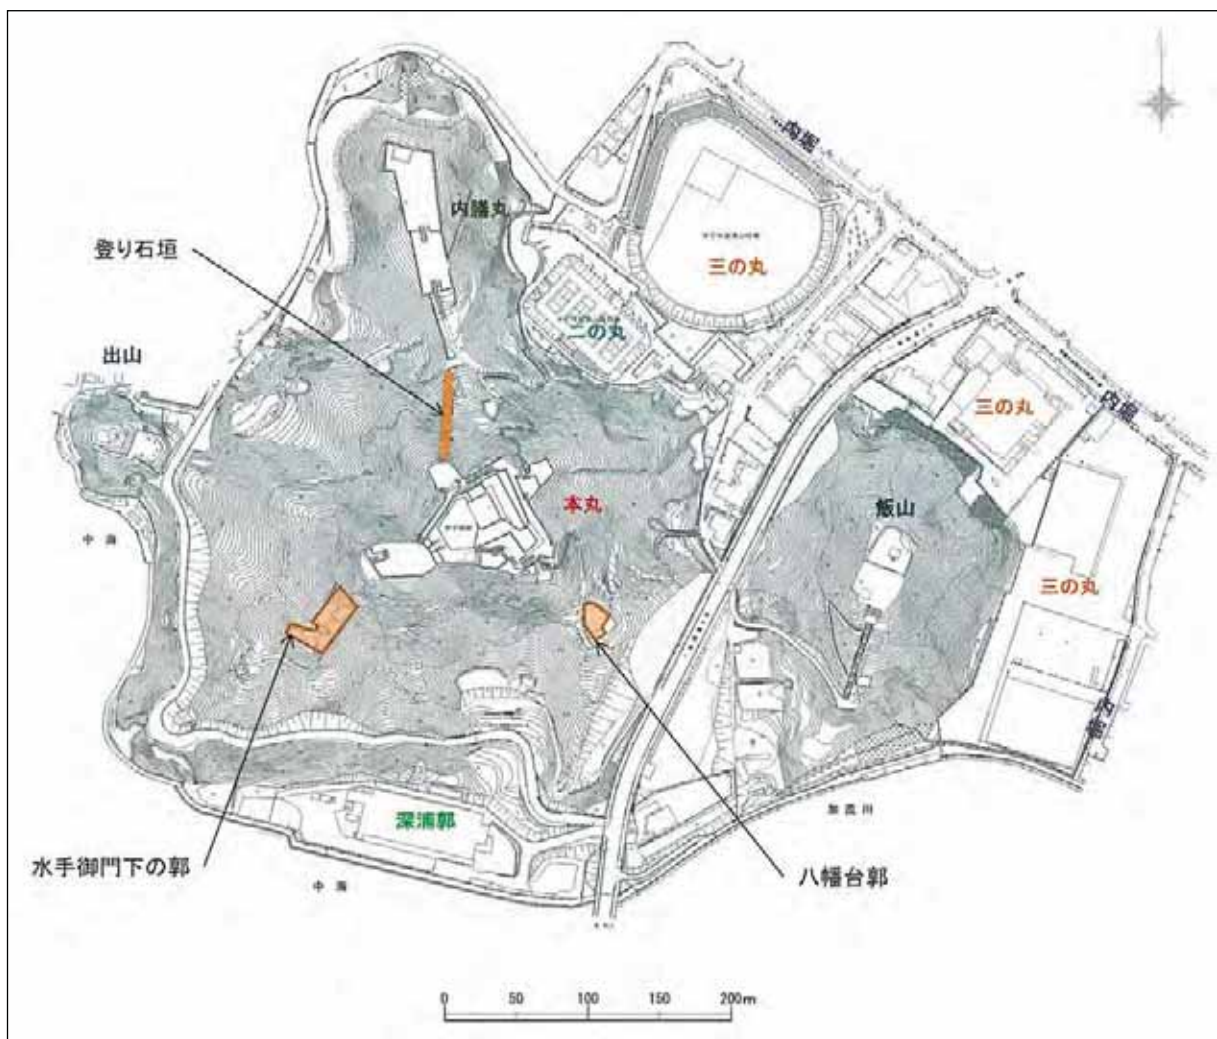 内堀
内膳丸
登り石垣
三の丸
二の丸
出山
三の丸
内堀
本丸
飯山
中海
三の丸
内堀
深浦郭
加茂川
水手御門下の郭
八幡台郭
中海
0 50 100 150 200m